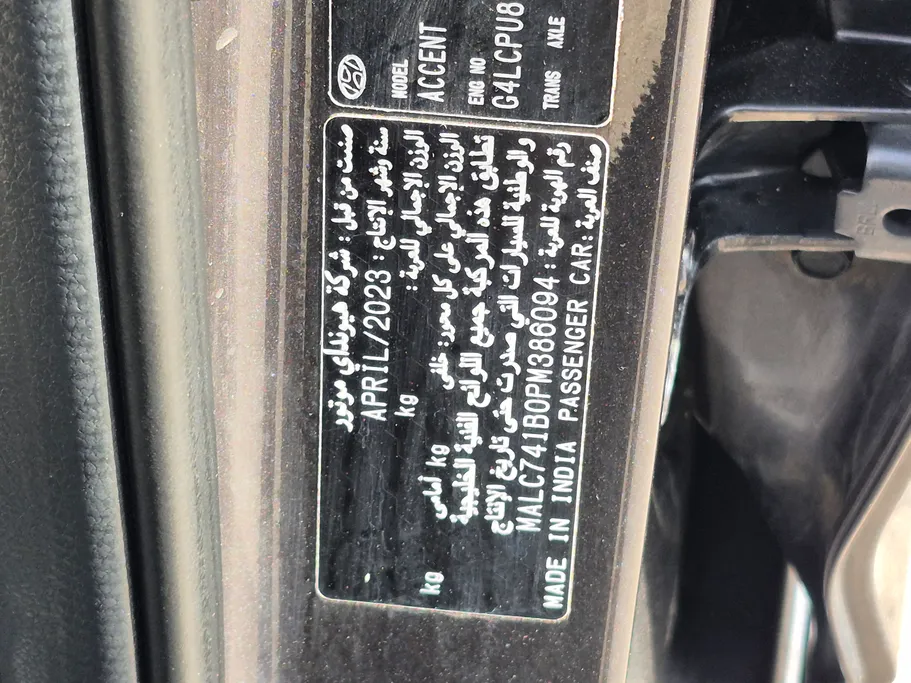 MODEL
ACCENT
ENG NO
G4LCPU8
TRANS AXLE
صنعت من قبل : شركة هيونداي موتور
سنة وشهر الإنتاج : APRIL/2023
الوزن الإجمالي للعربة : kg
الوزن الإجمالي على كل محور : خلفي kg أمامي kg
تطابق هذه المركبة جميع اللوائح الفنية الخليجية
والوطنية للسيارات التي صدرت حتى تاريخ الإنتاج
رقم الهوية للعربة : MALC741B0PM386094
صنف العربة : MADE IN INDIA PASSENGER CAR